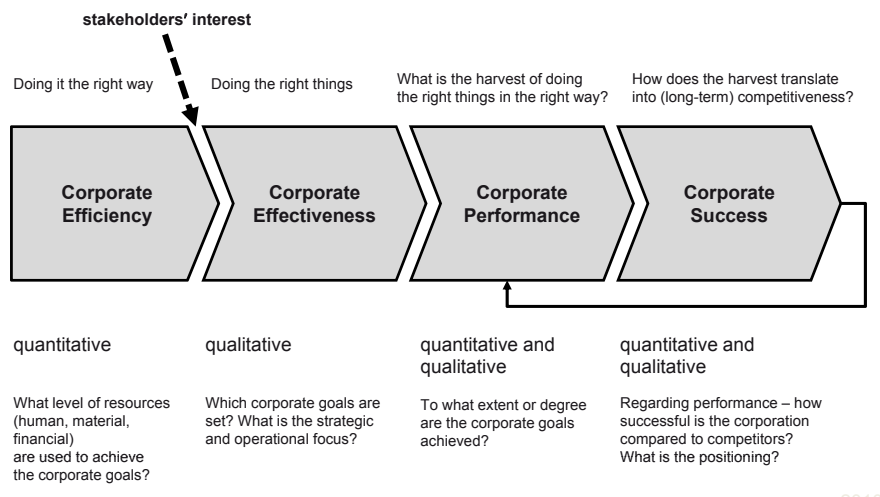 stakeholders' interest
Doing it the right way
Doing the right things
What is the harvest of doing
the right things in the right way?
How does the harvest translate
into (long-term) competitiveness?
Corporate
Efficiency
Corporate
Effectiveness
Corporate
Performance
Corporate
Success
quantitative
qualitative
quantitative and
qualitative
quantitative and
qualitative
What level of resources
(human, material,
financial)
are used to achieve
the corporate goals?
Which corporate goals are
set? What is the strategic
and operational focus?
To what extent or degree
are the corporate goals
achieved?
Regarding performance – how
successful is the corporation
compared to competitors?
What is the positioning?